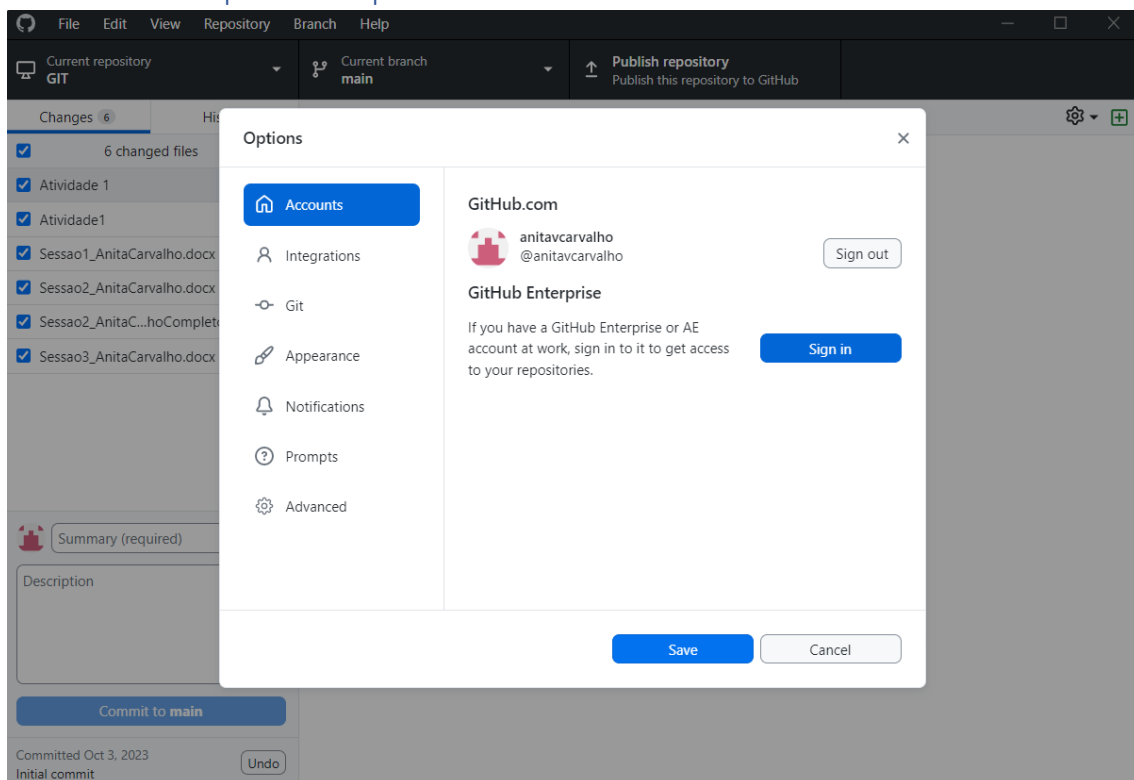 File Edit View Repository Branch Help
Current repository
GIT
Current branch
main
Publish repository
Publish this repository to GitHub
Changes 6
His
6 changed files
Atividade 1
Atividade1
Sessao1_AnitaCarvalho.docx
Sessao2_AnitaCarvalho.docx
Sessao2_AnitaC...hoComplet
Sessao3_AnitaCarvalho.docx
Summary (required)
Description
Commit to main
Committed Oct 3, 2023
Initial commit
Undo
Options
Accounts
Integrations
Git
Appearance
Notifications
Prompts
Advanced
GitHub.com
anitavcarvalho
@anitavcarvalho
Sign out
GitHub Enterprise
If you have a GitHub Enterprise or AE
account at work, sign in to it to get access
to your repositories.
Sign in
Save
Cancel